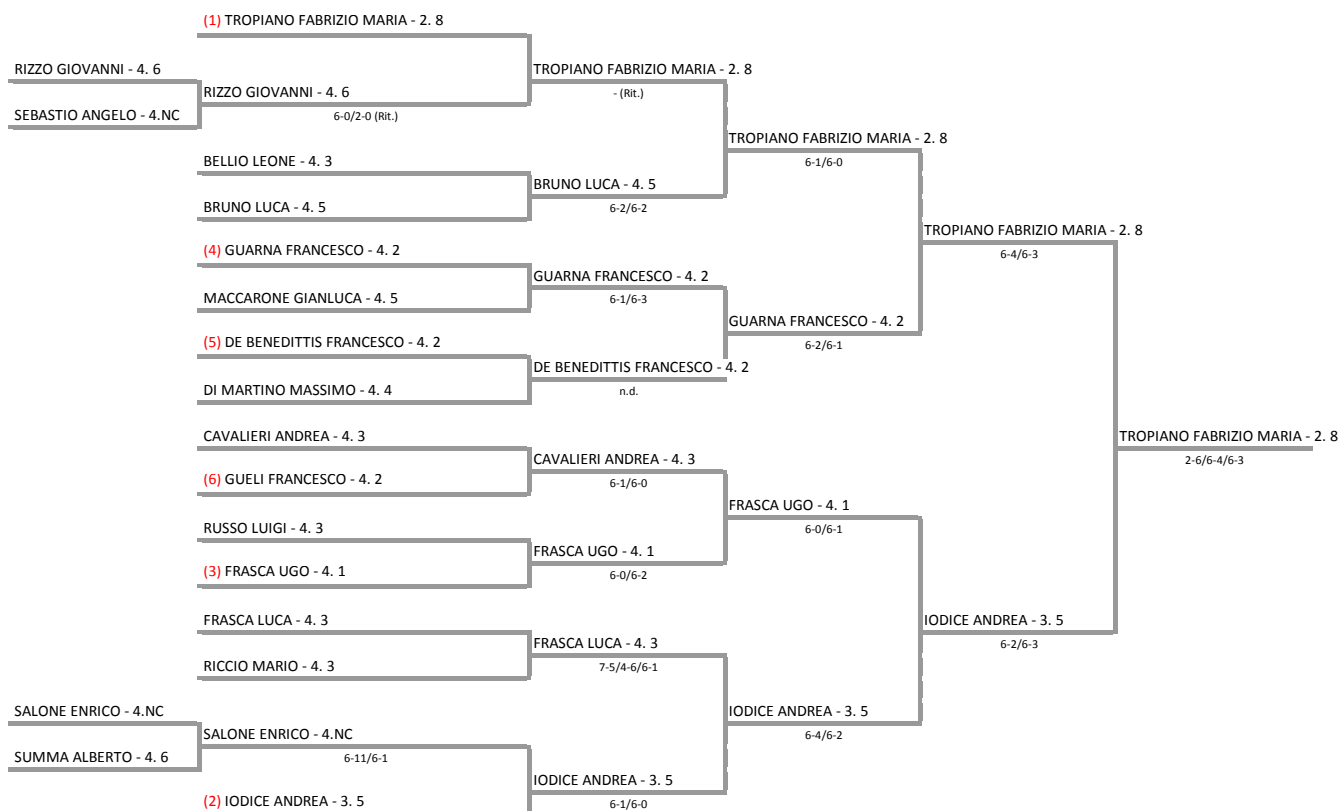 (1) TROPIANO FABRIZIO MARIA - 2. 8
RIZZO GIOVANNI - 4. 6
TROPIANO FABRIZIO MARIA - 2. 8
RIZZO GIOVANNI - 4. 6
- (Rit.)
SEBASTIO ANGELO - 4.NC
6-0/2-0 (Rit.)
TROPIANO FABRIZIO MARIA - 2. 8
BELLIO LEONE - 4. 3
6-1/6-0
BRUNO LUCA - 4. 5
BRUNO LUCA - 4. 5
6-2/6-2
TROPIANO FABRIZIO MARIA - 2. 8
(4) GUARNA FRANCESCO - 4. 2
6-4/6-3
GUARNA FRANCESCO - 4. 2
MACCARONE GIANLUCA - 4. 5
6-1/6-3
GUARNA FRANCESCO - 4. 2
(5) DE BENEDITTIS FRANCESCO - 4. 2
6-2/6-1
DE BENEDITTIS FRANCESCO - 4. 2
DI MARTINO MASSIMO - 4. 4
n.d.
CAVALIERI ANDREA - 4. 3
TROPIANO FABRIZIO MARIA - 2. 8
2-6/6-4/6-3
CAVALIERI ANDREA - 4. 3
(6) GUELI FRANCESCO - 4. 2
6-1/6-0
FRASCA UGO - 4. 1
RUSSO LUIGI - 4. 3
6-0/6-1
FRASCA UGO - 4. 1
(3) FRASCA UGO - 4. 1
6-0/6-2
FRASCA LUCA - 4. 3
IODICE ANDREA - 3. 5
FRASCA LUCA - 4. 3
6-2/6-3
RICCIO MARIO - 4. 3
7-5/4-6/6-1
SALONE ENRICO - 4.NC
IODICE ANDREA - 3. 5
SALONE ENRICO - 4.NC
6-4/6-2
SUMMA ALBERTO - 4. 6
6-11/6-1
IODICE ANDREA - 3. 5
(2) IODICE ANDREA - 3. 5
6-1/6-0